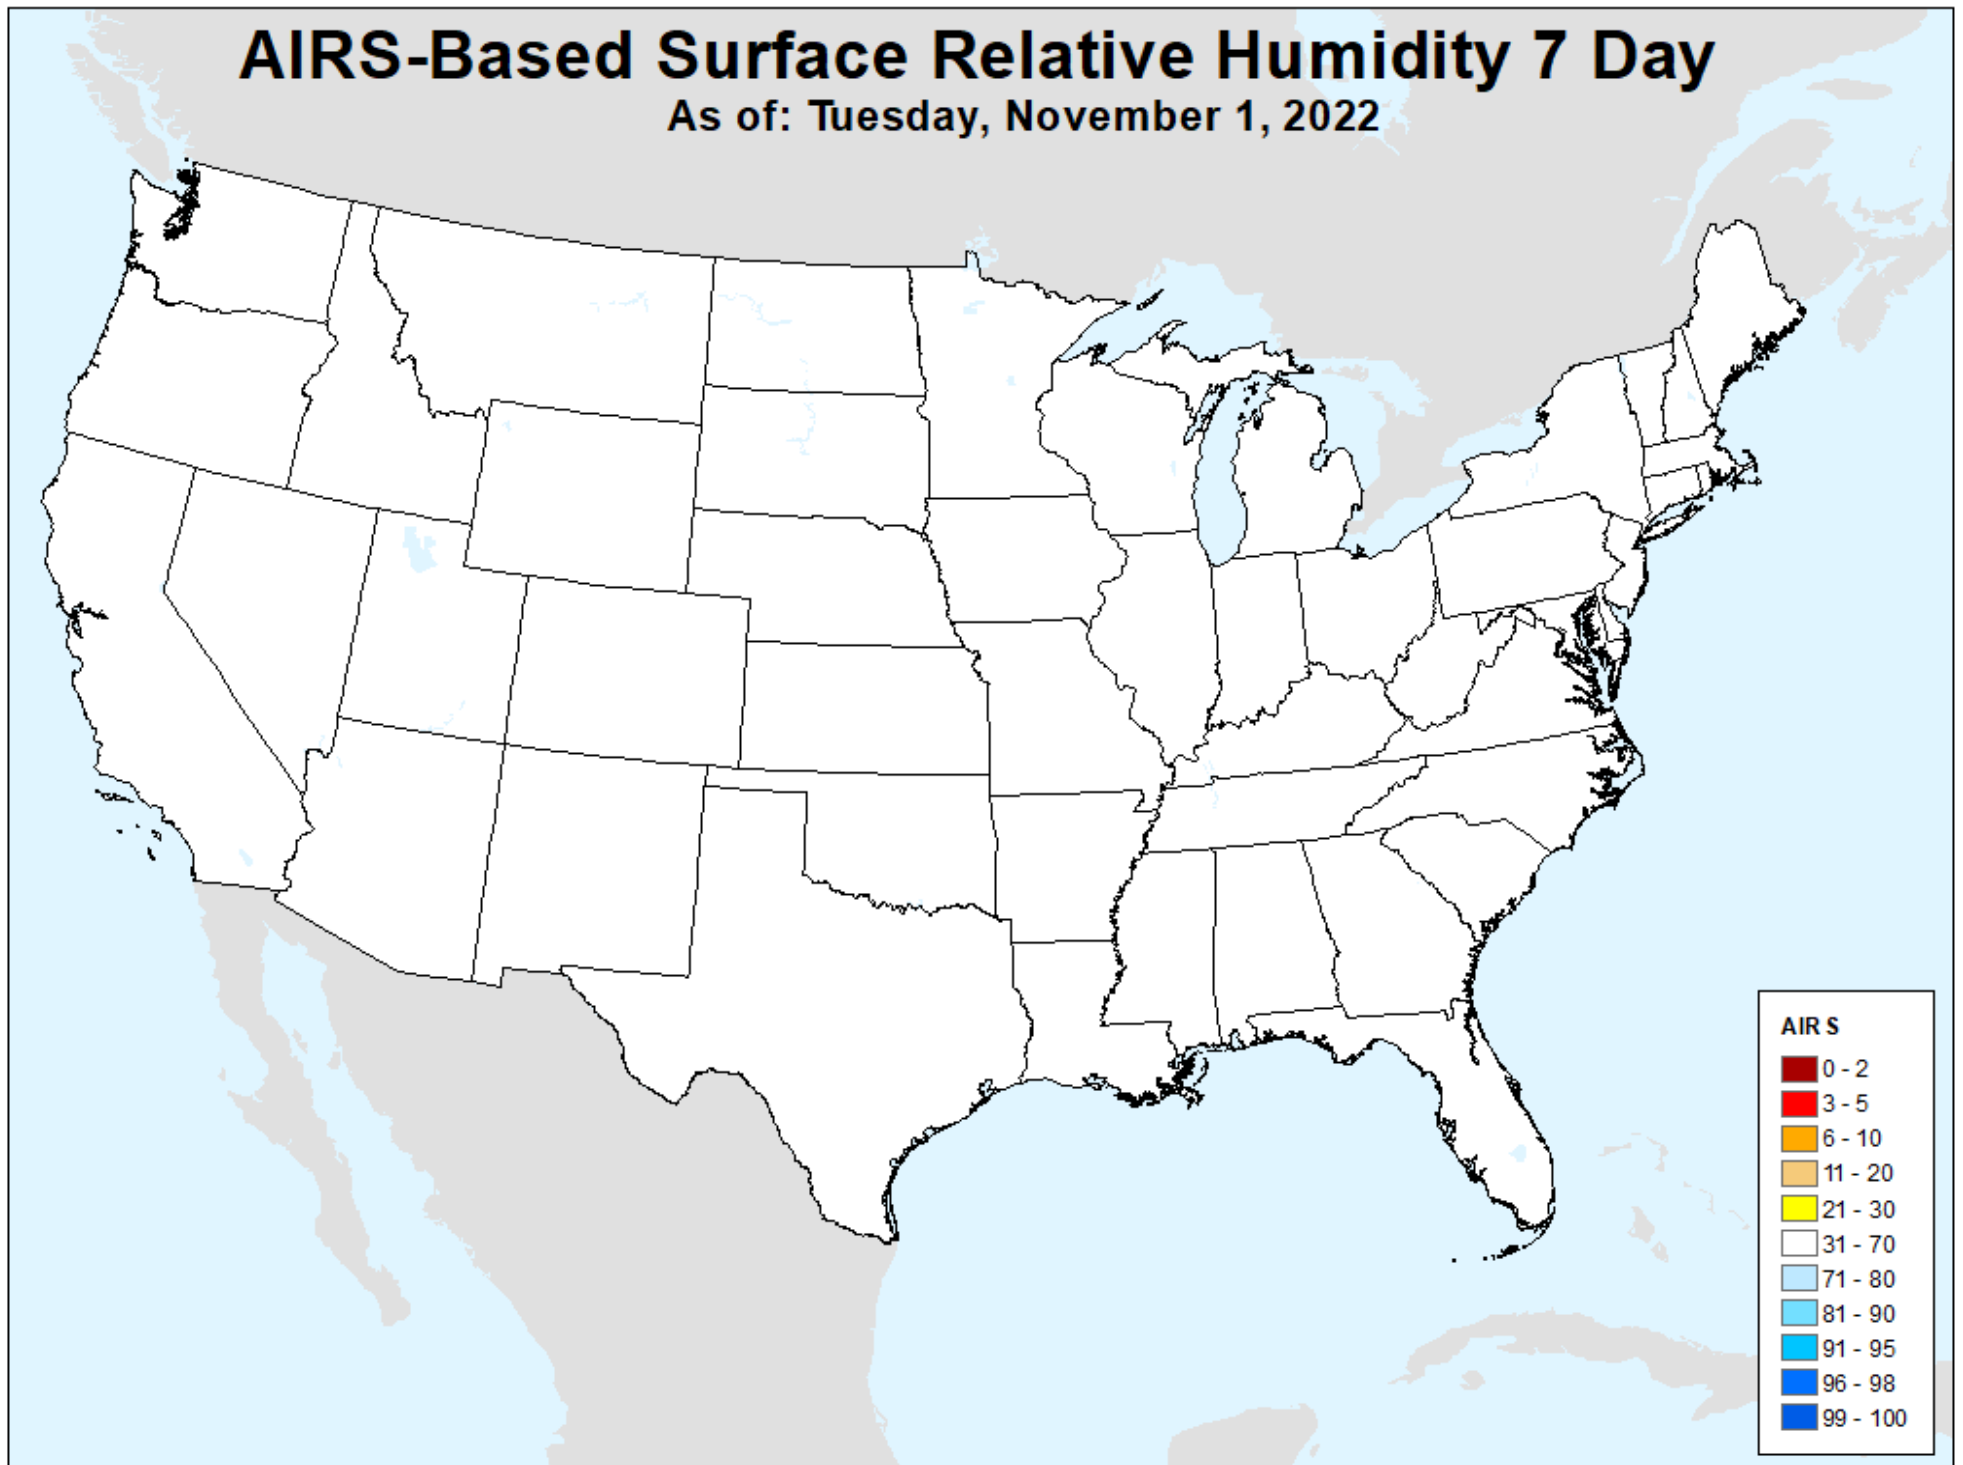 AIRS-Based Surface Relative Humidity 7 Day
As of: Tuesday, November 1, 2022
AIRS
0 - 2
3 - 5
6 - 10
11 - 20
21 - 30
31 - 70
71 - 80
81 - 90
91 - 95
96 - 98
99 - 100